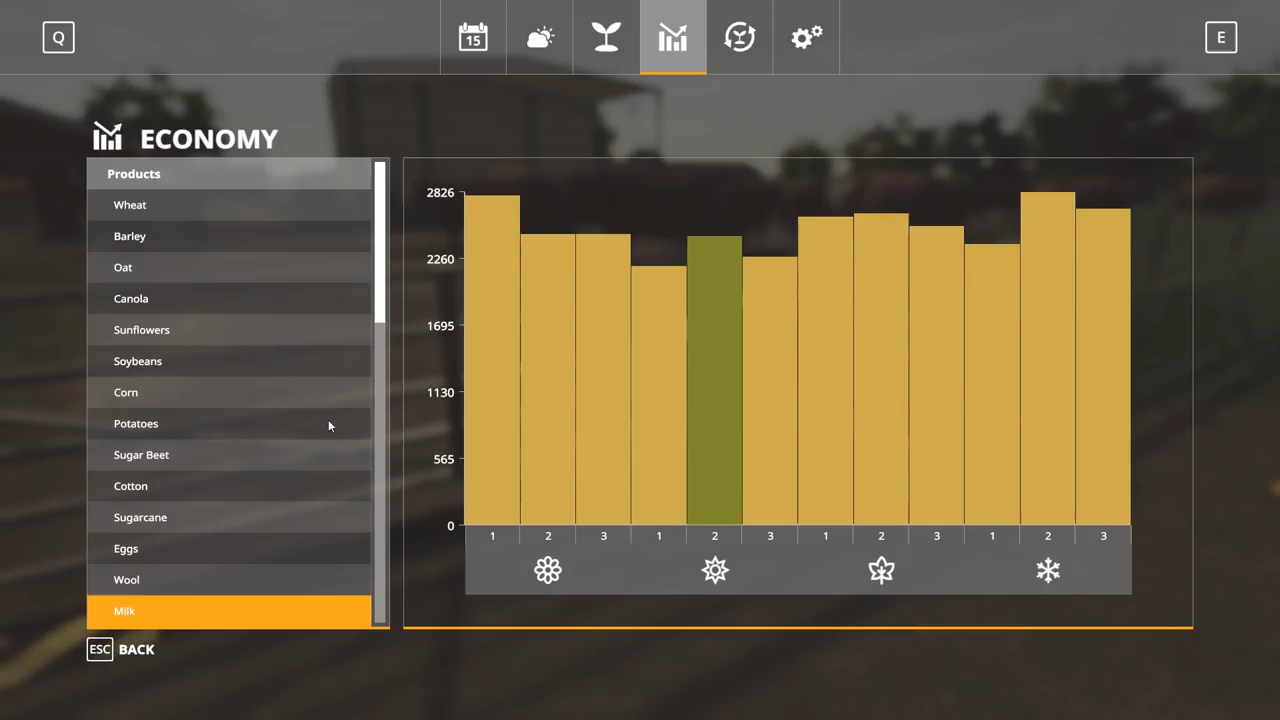 Q
15
E
ECONOMY
Products
Wheat
Barley
Oat
Canola
Sunflowers
Soybeans
Corn
Potatoes
Sugar Beet
Cotton
Sugarcane
Eggs
Wool
Milk
2826
2260
1695
1130
565
0
1 2 3 1 2 3 1 2 3 1 2 3
ESC BACK